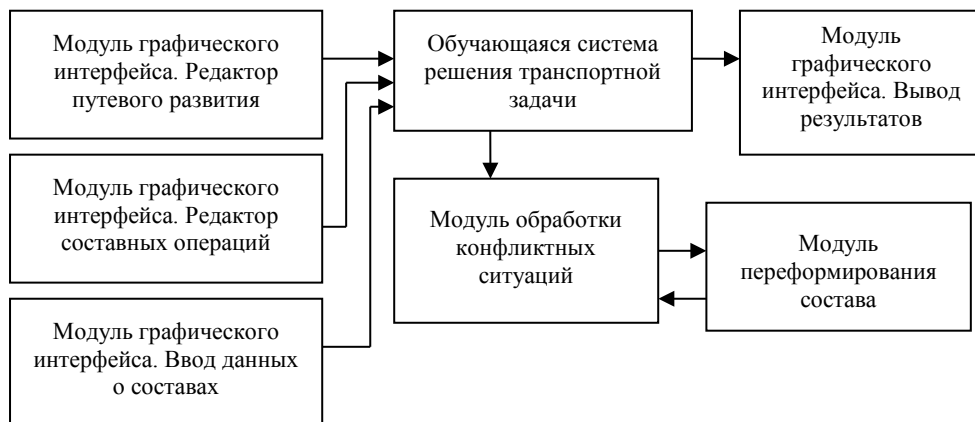 Модуль графического
интерфейса. Редактор
путевого развития
Обучающаяся система
решения транспортной
задачи
Модуль
графического
интерфейса. Вывод
результатов
Модуль графического
интерфейса. Редактор
составных операций
Модуль обработки
конфликтных
ситуаций
Модуль
переформирования
состава
Модуль графического
интерфейса. Ввод данных
о составах